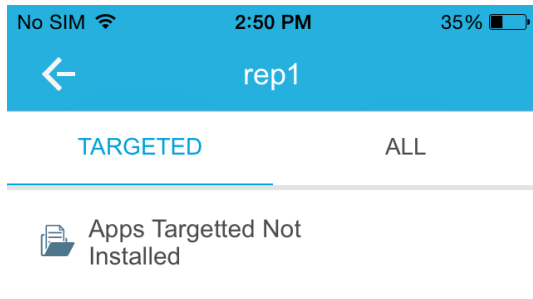 No SIM 2:50 PM 35%
rep1
TARGETED ALL
Apps Targetted Not
Installed